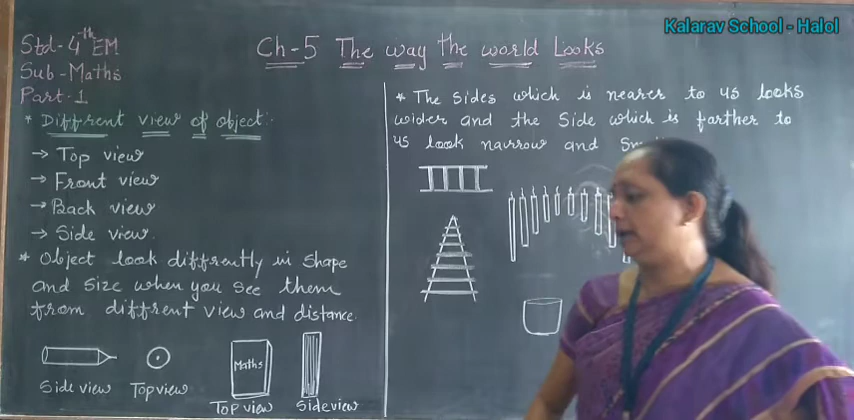 Kalarav School - Halol
Std- 4th EM
Sub - Maths
Part-1
Ch-5 The way the world Looks
* Different view of object:-
→ Top view
→ Front view
→ Back view
→ Side view.
* Object look differently in shape
and size when you see them
from different view and distance.
Side view
Top view
Maths
Top view
Side view
* The sides which is nearer to us looks
wider and the side which is farther to
us look narrow and